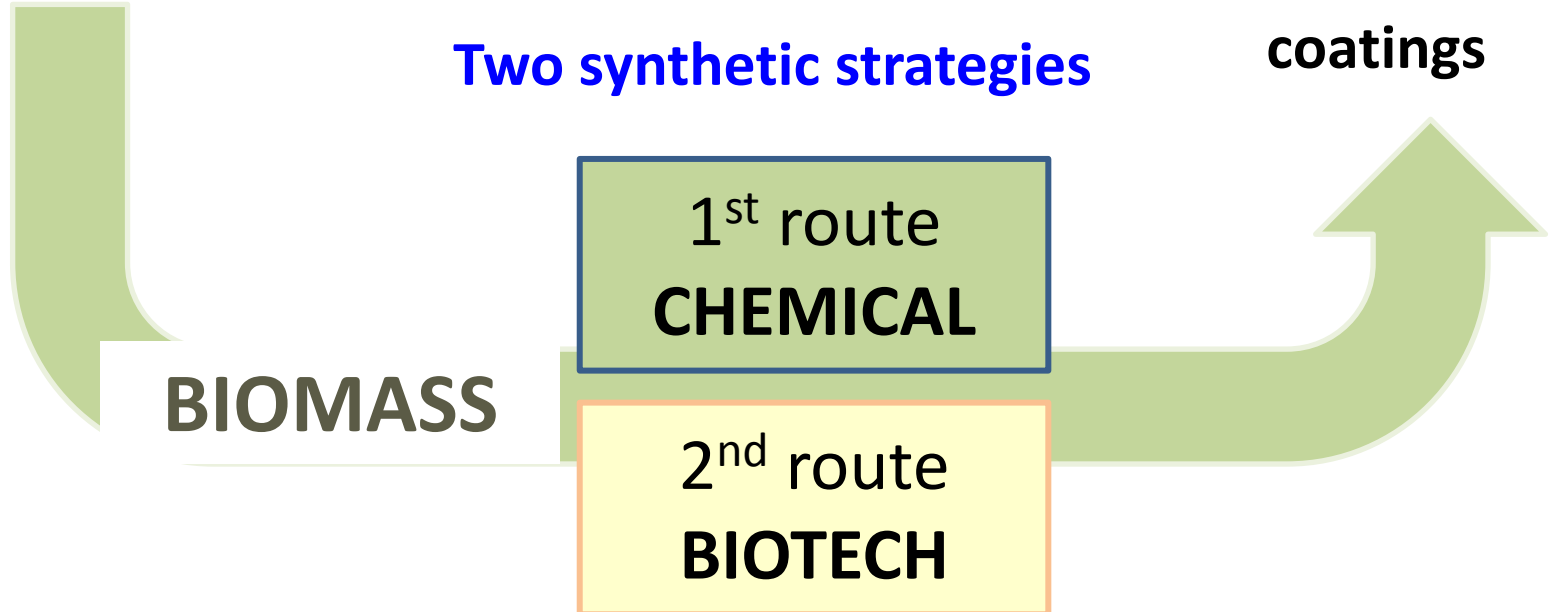 Two synthetic strategies
coatings
1st route
CHEMICAL
BIOMASS
2nd route
BIOTECH